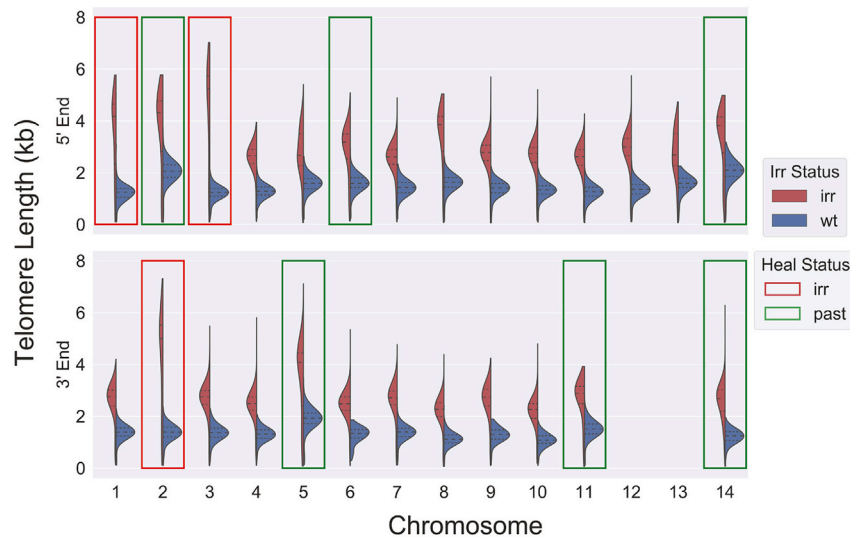 8
6
4
2
0
5' End
Telomere Length (kb)
Irr Status
irr
wt
Heal Status
irr
past
8
6
4
2
0
3' End
1 2 3 4 5 6 7 8 9 10 11 12 13 14
Chromosome